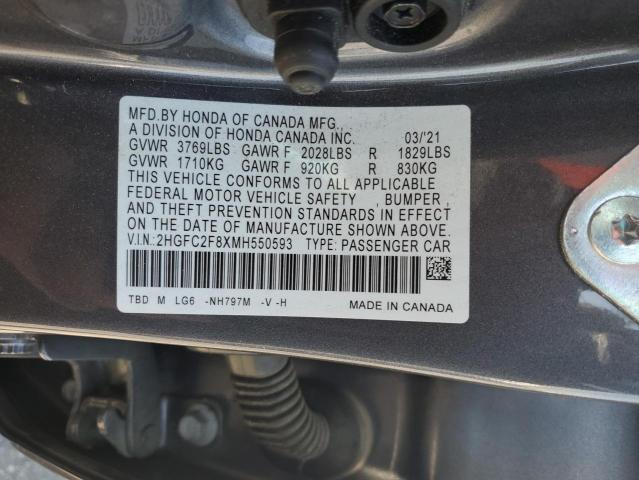 MFD.BY HONDA OF CANADA MFG.,
A DIVISION OF HONDA CANADA INC. 03/'21
GVWR 3769LBS GAWR F 2028LBS R 1829LBS
GVWR 1710KG GAWR F 920KG R 830KG
THIS VEHICLE CONFORMS TO ALL APPLICABLE
FEDERAL MOTOR VEHICLE SAFETY , BUMPER ,
AND THEFT PREVENTION STANDARDS IN EFFECT
ON THE DATE OF MANUFACTURE SHOWN ABOVE.
V.I.N.:2HGFC2F8XMH550593 TYPE: PASSENGER CAR
TBD M LG6 -NH797M -V -H MADE IN CANADA